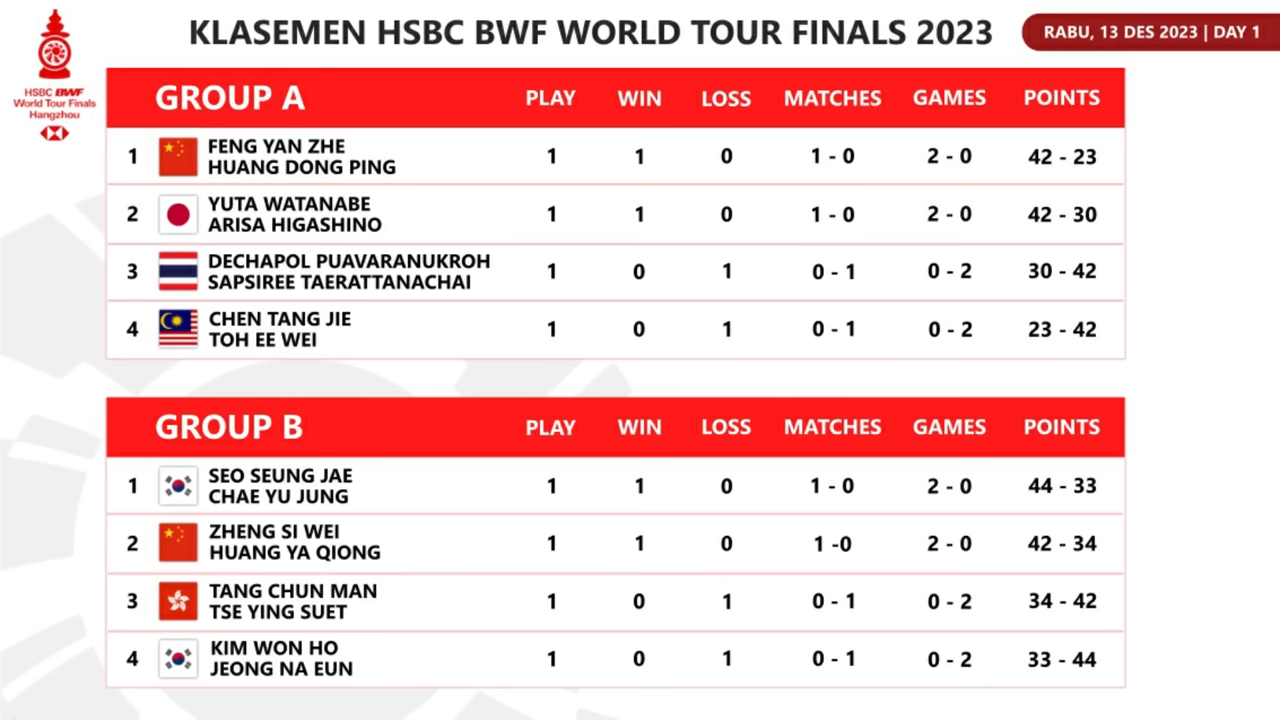 KLASEMEN HSBC BWF WORLD TOUR FINALS 2023
RABU, 13 DES 2023 | DAY 1
HSBC BWF
World Tour Finals
Hangzhou
GROUP A PLAY WIN LOSS MATCHES GAMES POINTS
1 FENG YAN ZHE
HUANG DONG PING 1 1 0 1 - 0 2 - 0 42 - 23
2 YUTA WATANABE
ARISA HIGASHINO 1 1 0 1 - 0 2 - 0 42 - 30
3 DECHAPOL PUAVARANUKROH
SAPSIREE TAERATTANACHAI 1 0 1 0 - 1 0 - 2 30 - 42
4 CHEN TANG JIE
TOH EE WEI 1 0 1 0 - 1 0 - 2 23 - 42
GROUP B PLAY WIN LOSS MATCHES GAMES POINTS
1 SEO SEUNG JAE
CHAE YU JUNG 1 1 0 1 - 0 2 - 0 44 - 33
2 ZHENG SI WEI
HUANG YA QIONG 1 1 0 1 -0 2 - 0 42 - 34
3 TANG CHUN MAN
TSE YING SUET 1 0 1 0 - 1 0 - 2 34 - 42
4 KIM WON HO
JEONG NA EUN 1 0 1 0 - 1 0 - 2 33 - 44